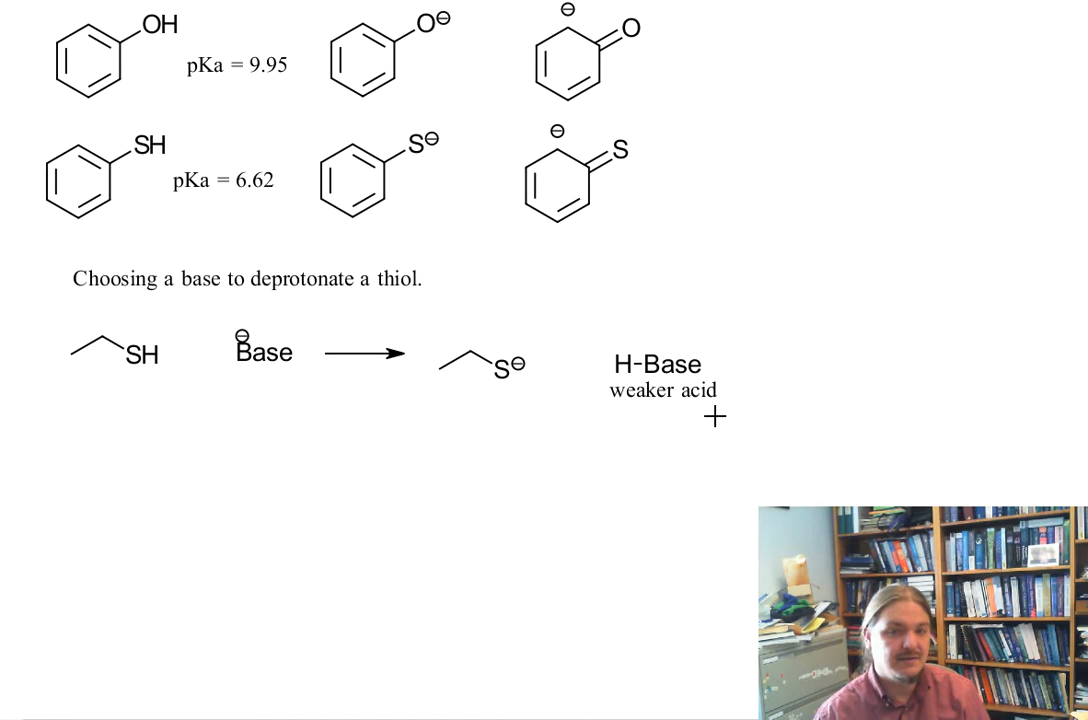 OH
O⊖
⊖
O
pKa = 9.95
SH
S⊖
⊖
S
pKa = 6.62
Choosing a base to deprotonate a thiol.
SH
⊖
Base
S⊖
H-Base
weaker acid